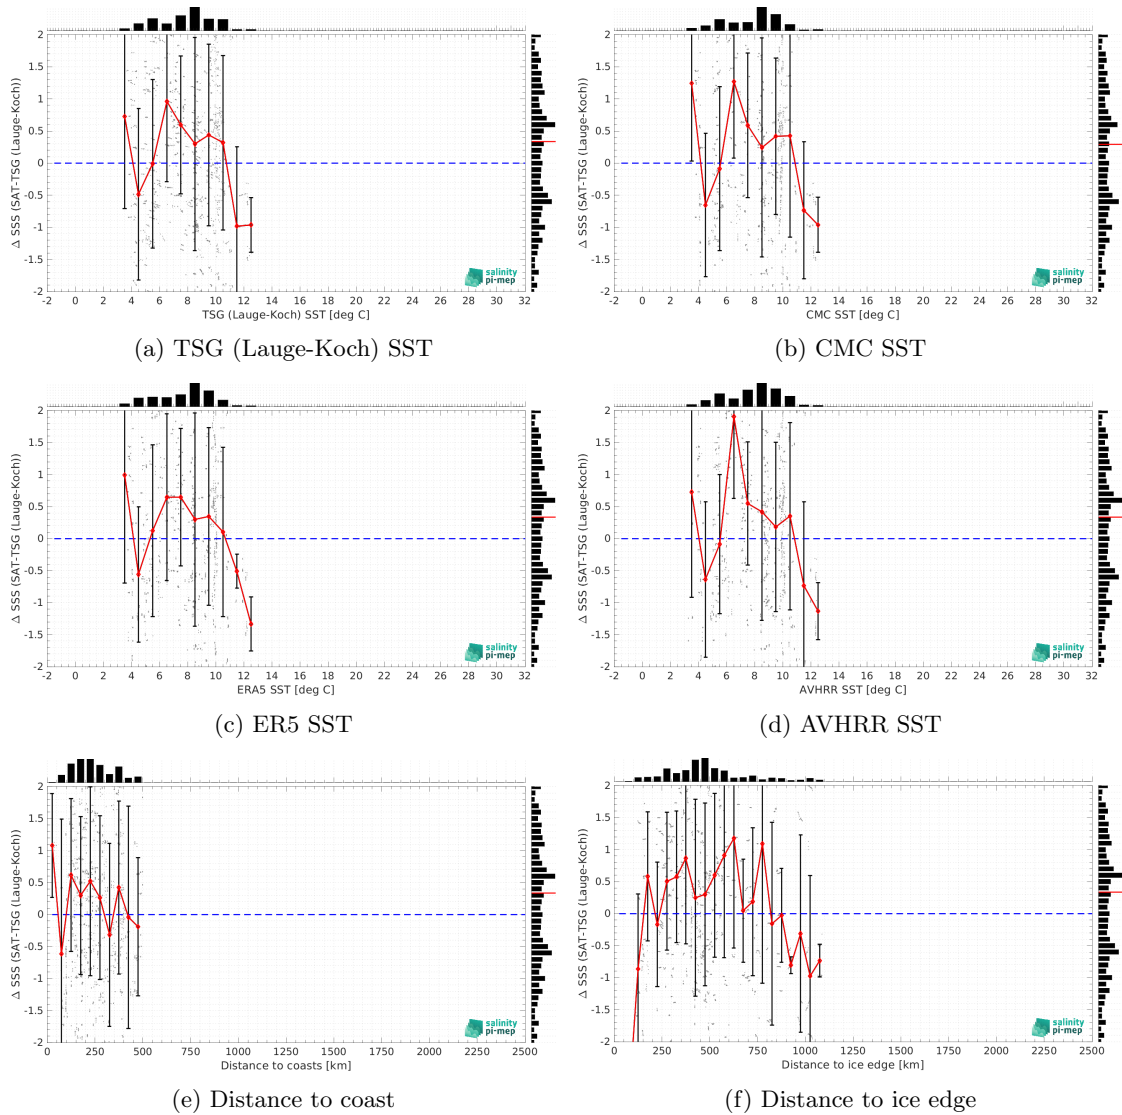 2
1.5
1
0.5
0
-0.5
-1
-1.5
-2
Δ SSS (SAT-TSG (Lauge-Koch))
-2 0 2 4 6 8 10 12 14 16 18 20 22 24 26 28 30 32
TSG (Lauge-Koch) SST [deg C]
salinity
pi-mep
(a) TSG (Lauge-Koch) SST
2
1.5
1
0.5
0
-0.5
-1
-1.5
-2
Δ SSS (SAT-TSG (Lauge-Koch))
-2 0 2 4 6 8 10 12 14 16 18 20 22 24 26 28 30 32
CMC SST [deg C]
salinity
pi-mep
(b) CMC SST
2
1.5
1
0.5
0
-0.5
-1
-1.5
-2
Δ SSS (SAT-TSG (Lauge-Koch))
-2 0 2 4 6 8 10 12 14 16 18 20 22 24 26 28 30 32
ERA5 SST [deg C]
salinity
pi-mep
(c) ER5 SST
2
1.5
1
0.5
0
-0.5
-1
-1.5
-2
Δ SSS (SAT-TSG (Lauge-Koch))
-2 0 2 4 6 8 10 12 14 16 18 20 22 24 26 28 30 32
AVHRR SST [deg C]
salinity
pi-mep
(d) AVHRR SST
2
1.5
1
0.5
0
-0.5
-1
-1.5
-2
Δ SSS (SAT-TSG (Lauge-Koch))
0 250 500 750 1000 1250 1500 1750 2000 2250 2500
Distance to coasts [km]
salinity
pi-mep
(e) Distance to coast
2
1.5
1
0.5
0
-0.5
-1
-1.5
-2
Δ SSS (SAT-TSG (Lauge-Koch))
0 250 500 750 1000 1250 1500 1750 2000 2250 2500
Distance to ice edge [km]
salinity
pi-mep
(f) Distance to ice edge